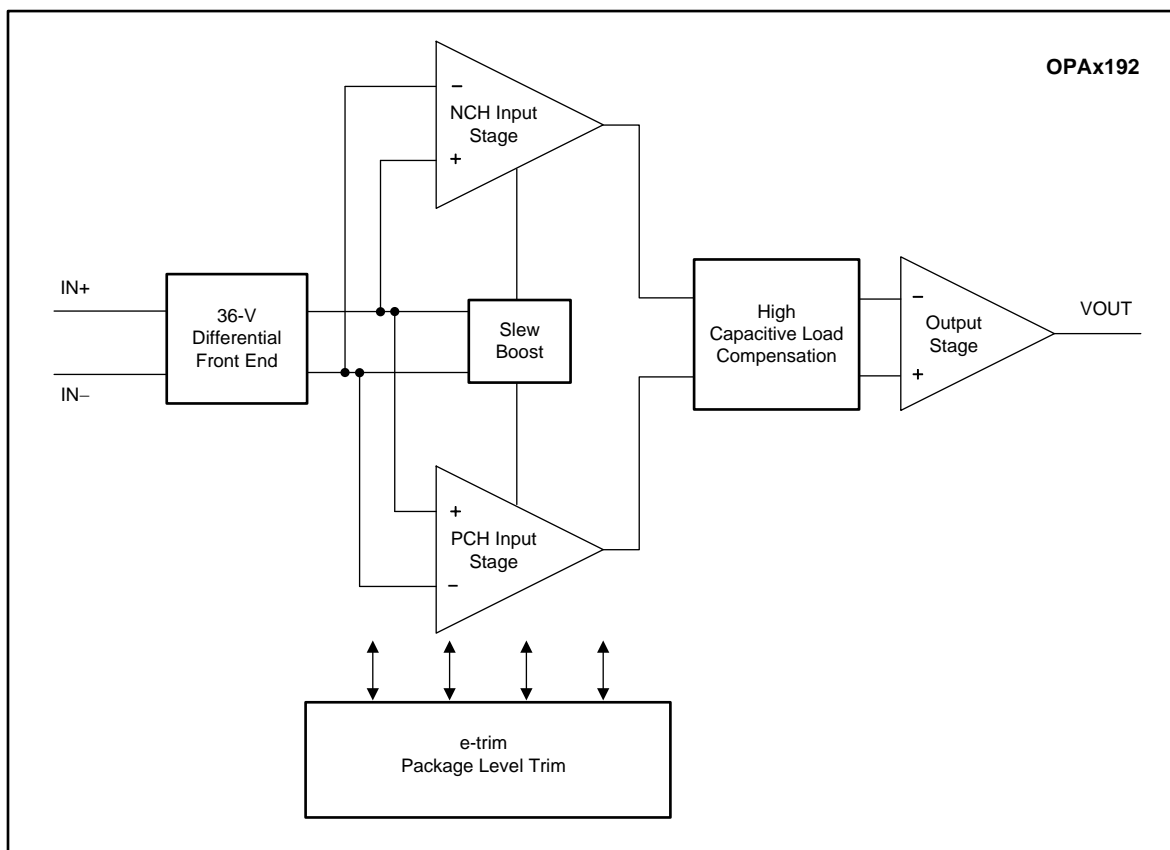 OPAx192
−
NCH Input
Stage
+
IN+
36-V
Differential
Front End
IN−
Slew
Boost
High
Capacitive Load
Compensation
−
Output
Stage
+
VOUT
+
PCH Input
Stage
−
e-trim
Package Level Trim